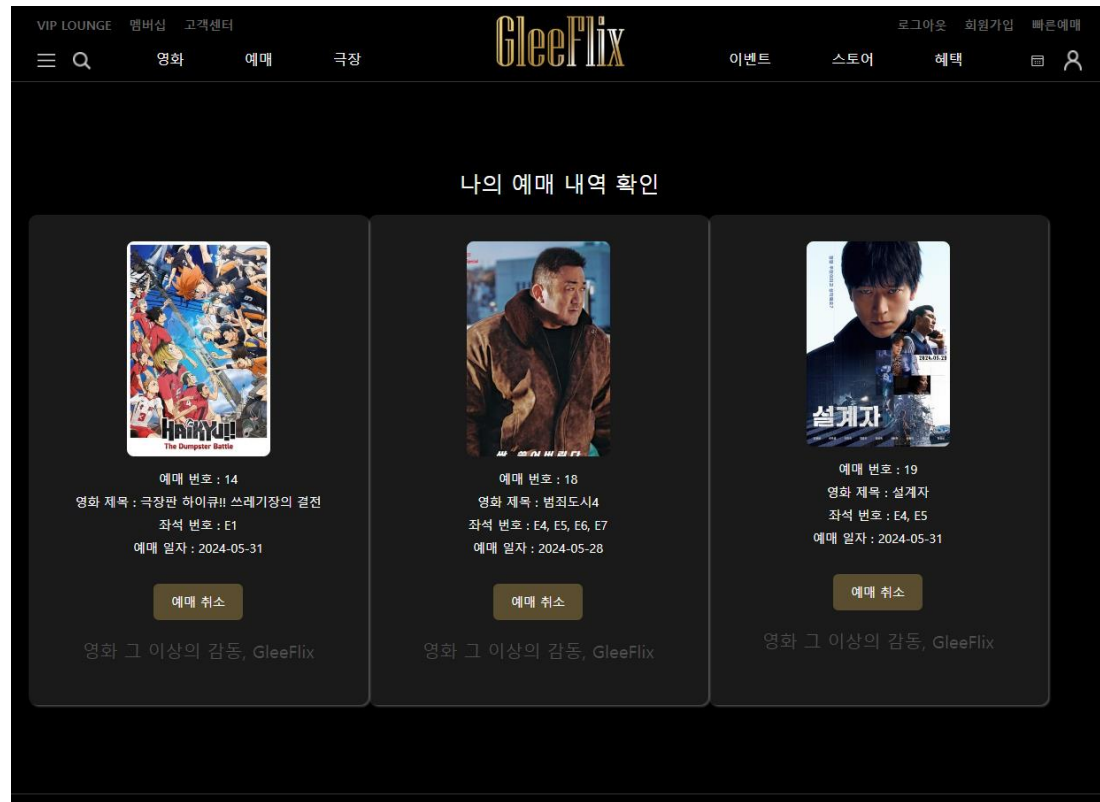 VIP LOUNGE 멤버십 고객센터
GleeFlix
로그아웃 회원가입 빠른예매
영화 예매 극장
이벤트 스토어 혜택
나의 예매 내역 확인
HAIKYU!!
The Dumpster Battle
예매 번호 : 14
영화 제목 : 극장판 하이큐!! 쓰레기장의 결전
좌석 번호 : E1
예매 일자 : 2024-05-31
예매 취소
영화 그 이상의 감동, GleeFlix
예매 번호 : 18
영화 제목 : 범죄도시4
좌석 번호 : E4, E5, E6, E7
예매 일자 : 2024-05-28
예매 취소
영화 그 이상의 감동, GleeFlix
2024.05.29
설계자
예매 번호 : 19
영화 제목 : 설계자
좌석 번호 : E4, E5
예매 일자 : 2024-05-31
예매 취소
영화 그 이상의 감동, GleeFlix